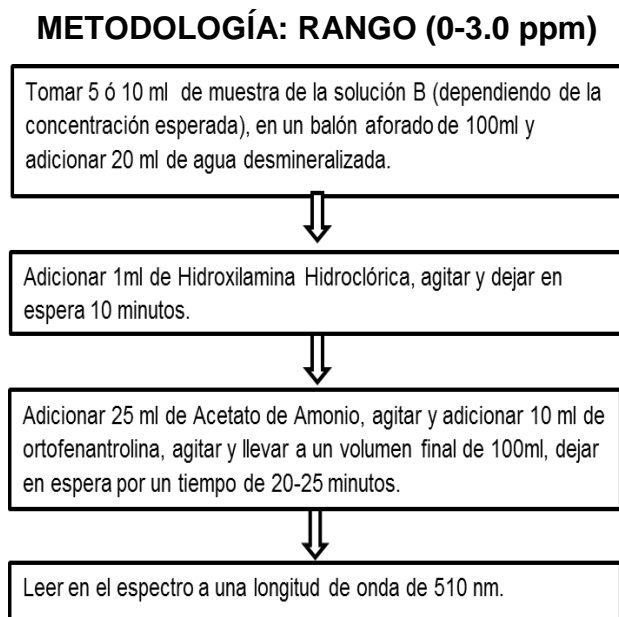 METODOLOGÍA: RANGO (0-3.0 ppm)
Tomar 5 ó 10 ml de muestra de la solución B (dependiendo de la
concentración esperada), en un balón aforado de 100ml y
adicionar 20 ml de agua desmineralizada.
Adicionar 1ml de Hidroxilamina Hidroclórica, agitar y dejar en
espera 10 minutos.
Adicionar 25 ml de Acetato de Amonio, agitar y adicionar 10 ml de
ortofenantrolina, agitar y llevar a un volumen final de 100ml, dejar
en espera por un tiempo de 20-25 minutos.
Leer en el espectro a una longitud de onda de 510 nm.